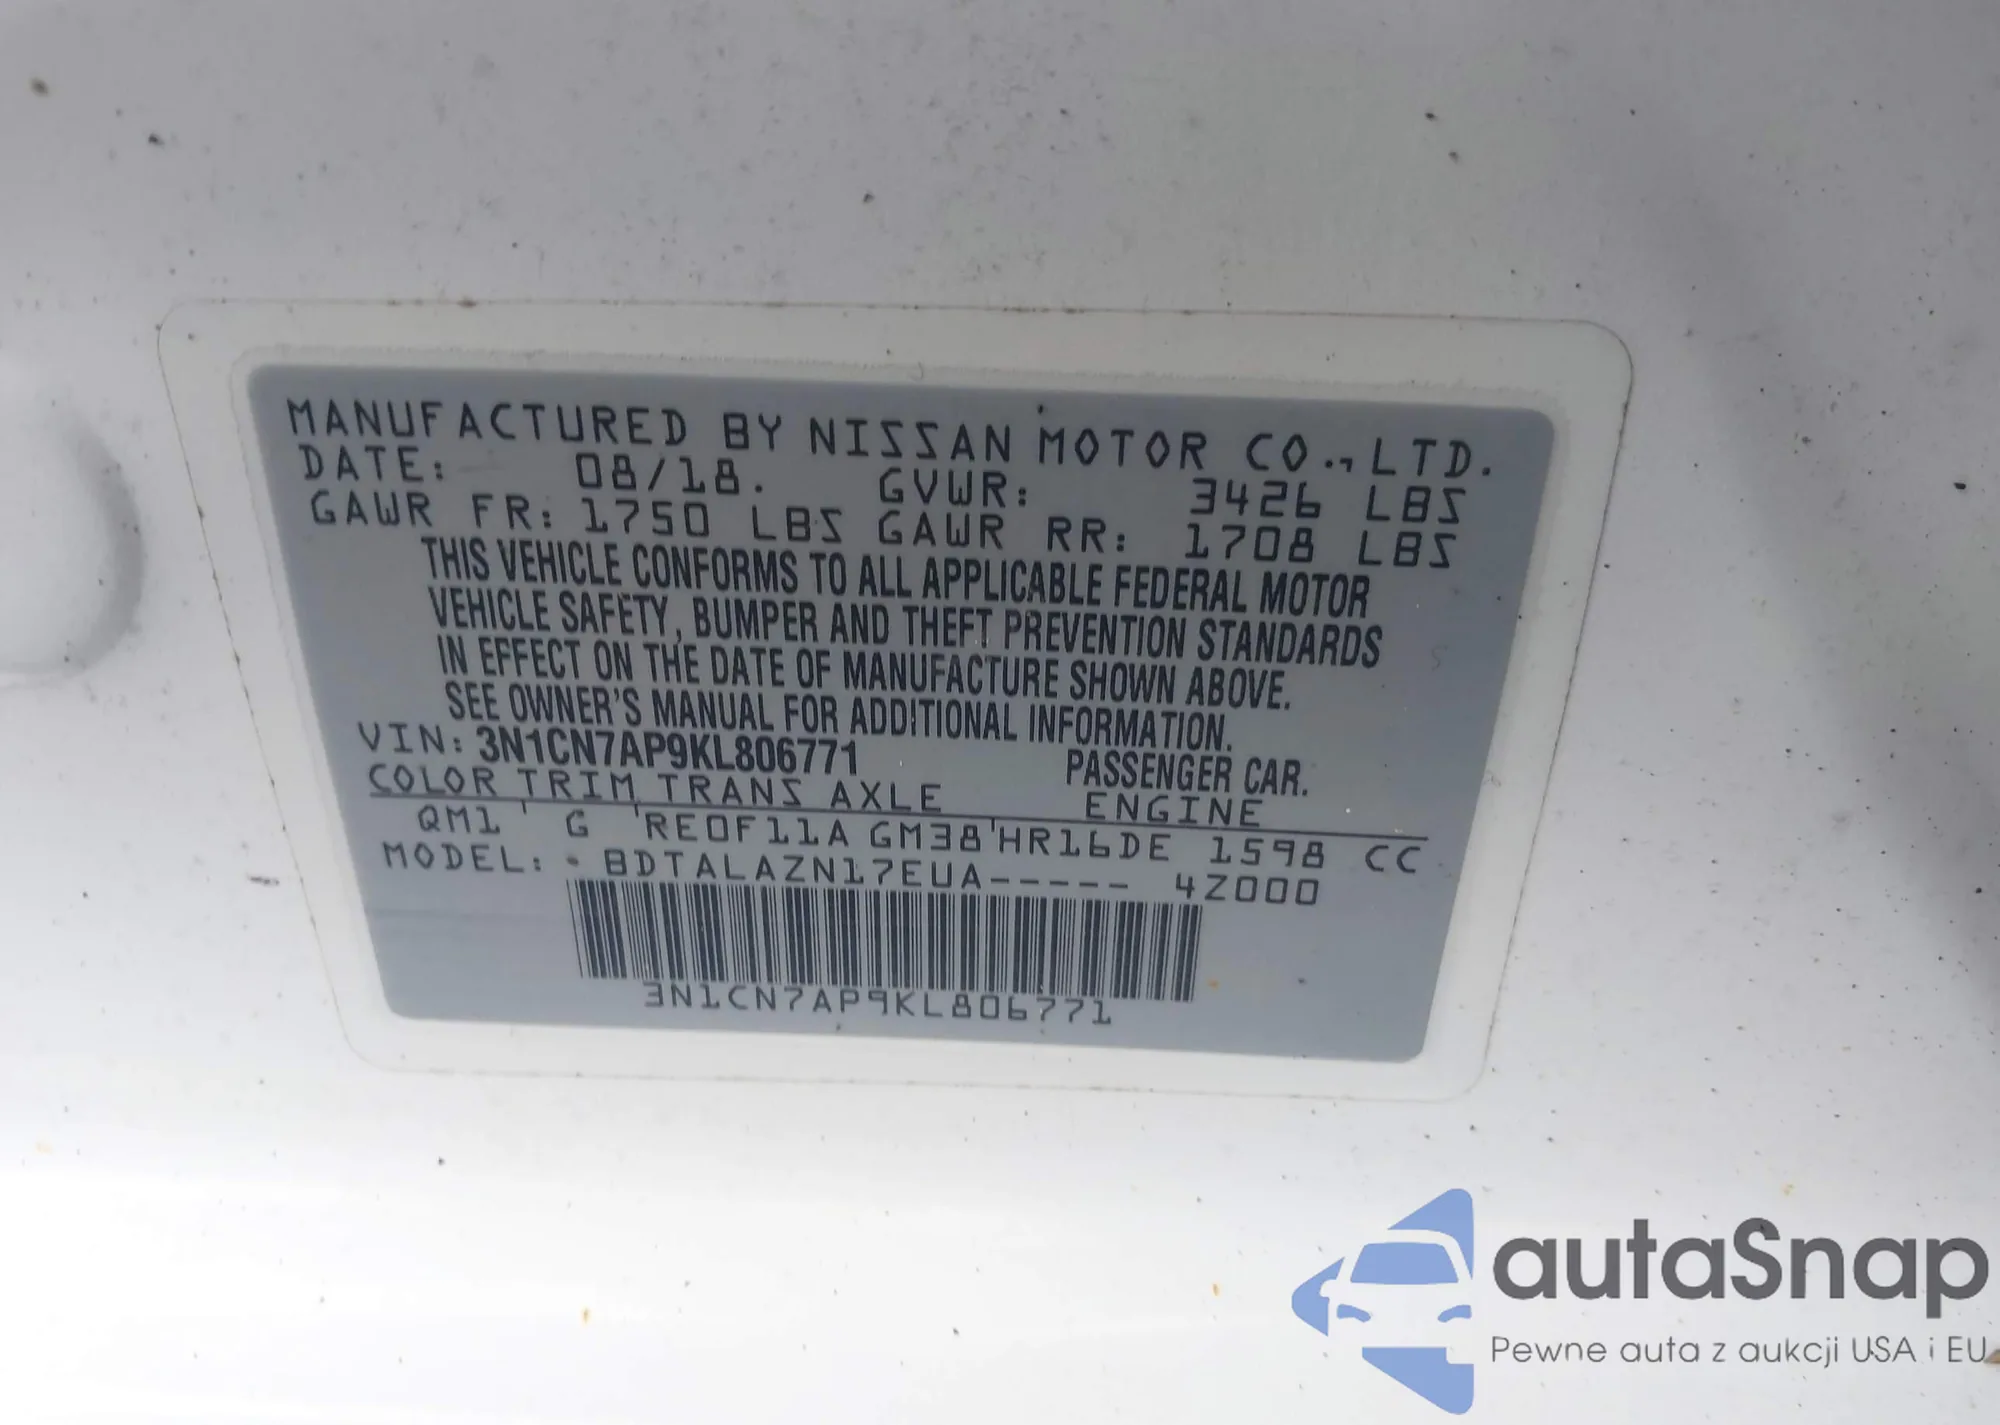 MANUFACTURED BY NISSAN MOTOR CO., LTD.
DATE: 08/18. GVWR: 3426 LBS
GAWR FR: 1750 LBS GAWR RR: 1708 LBS
THIS VEHICLE CONFORMS TO ALL APPLICABLE FEDERAL MOTOR
VEHICLE SAFETY, BUMPER AND THEFT PREVENTION STANDARDS
IN EFFECT ON THE DATE OF MANUFACTURE SHOWN ABOVE.
SEE OWNER'S MANUAL FOR ADDITIONAL INFORMATION.
VIN: 3N1CN7AP9KL806771 PASSENGER CAR.
COLOR TRIM TRANS AXLE ENGINE
QM1 G RE0F11A GM38 HR16DE 1598 CC
MODEL: BDTALAZN17EUA----- 4Z000
3N1CN7AP9KL806771
autaSnap
Pewne auta z aukcji USA i EU